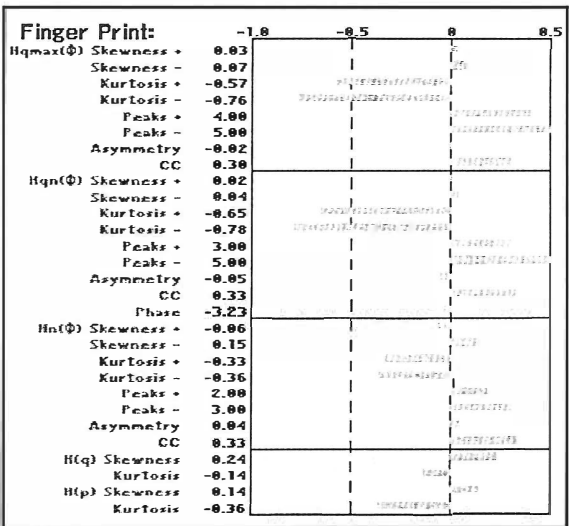 Finger Print: -1.0 -0.5 0 0.5
Hqmax(Φ) Skewness + 0.03
Skewness - 0.07
Kurtosis + -0.57
Kurtosis - -0.76
Peaks + 4.00
Peaks - 5.00
Asymmetry -0.02
CC 0.30
Hqn(Φ) Skewness + 0.02
Skewness - 0.04
Kurtosis + -0.65
Kurtosis - -0.78
Peaks + 3.00
Peaks - 5.00
Asymmetry -0.05
CC 0.33
Phase -3.23
Hn(Φ) Skewness + -0.06
Skewness - 0.15
Kurtosis + -0.33
Kurtosis - -0.36
Peaks + 2.00
Peaks - 3.00
Asymmetry 0.04
CC 0.33
H(q) Skewness 0.24
Kurtosis -0.14
H(p) Skewness 0.14
Kurtosis -0.36